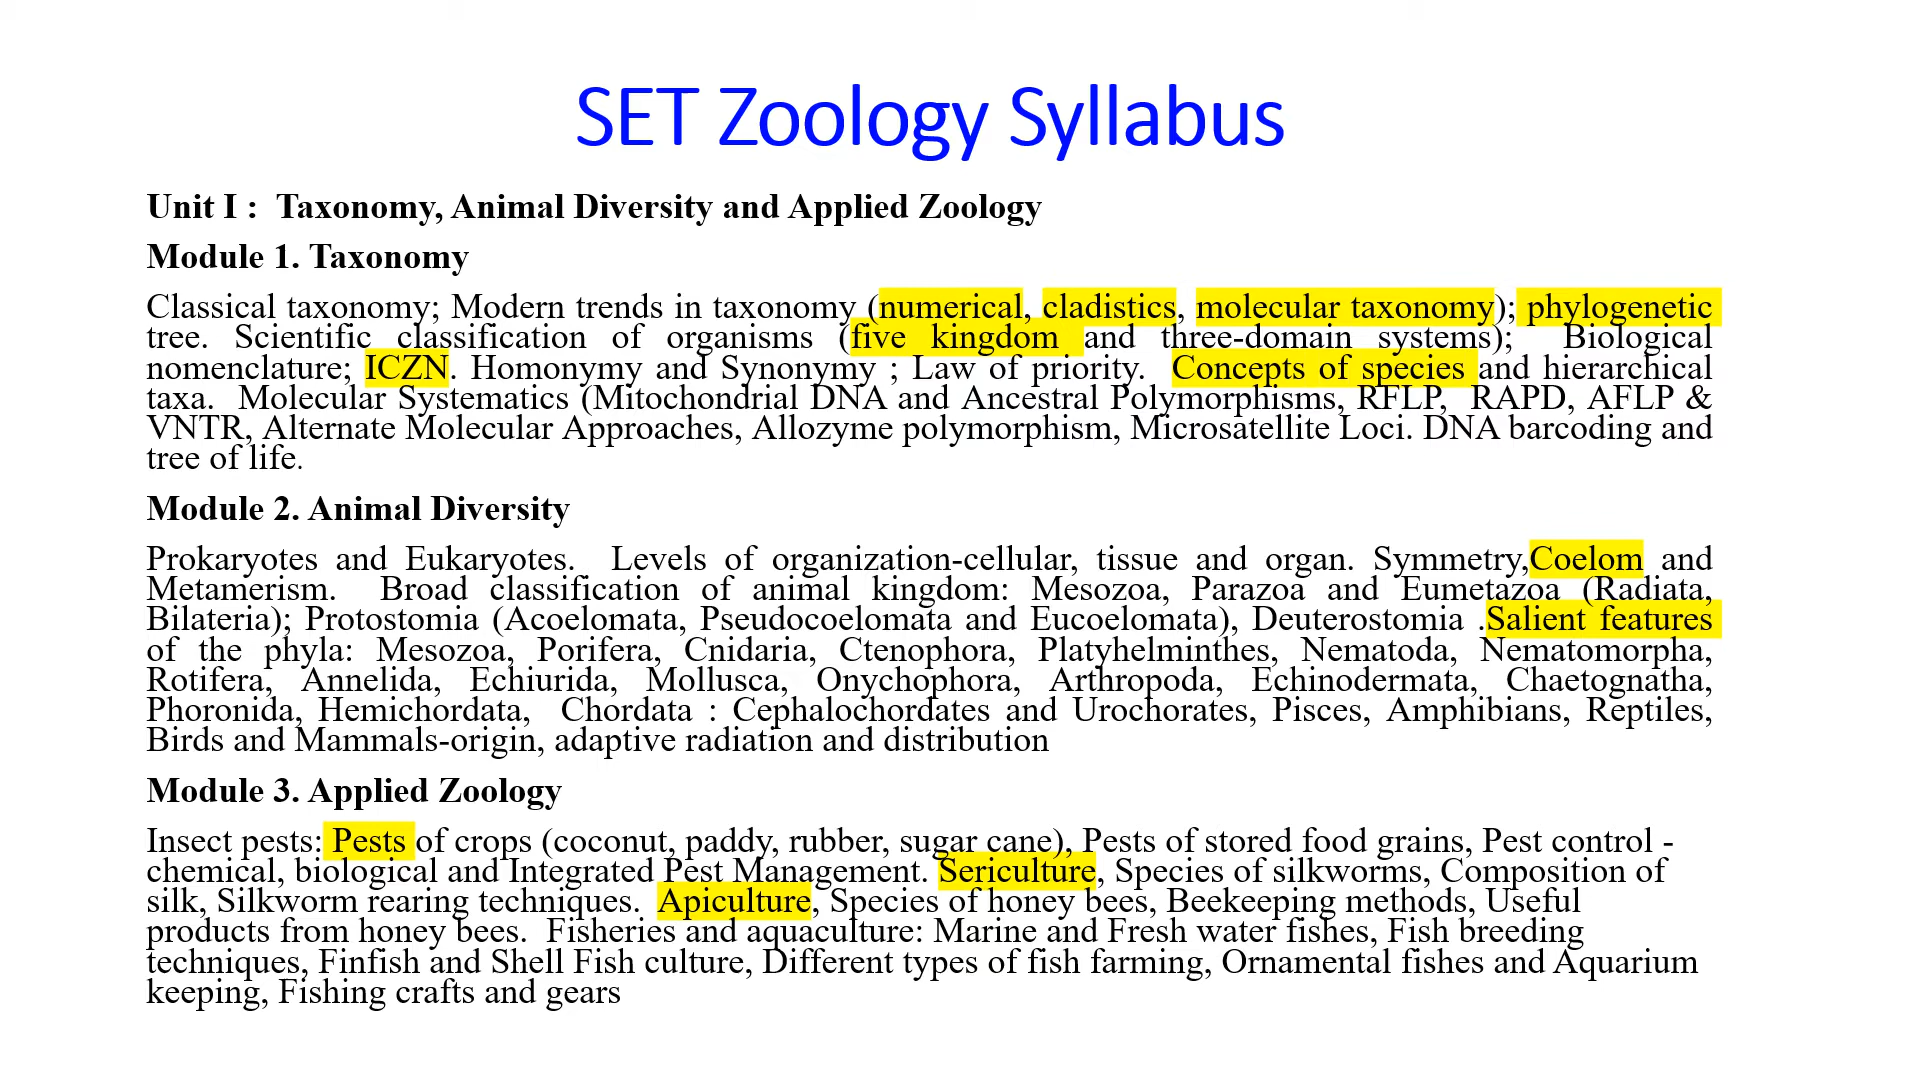 SET Zoology Syllabus
Unit I :  Taxonomy, Animal Diversity and Applied Zoology
Module 1. Taxonomy
Classical taxonomy; Modern trends in taxonomy (numerical, cladistics, molecular taxonomy); phylogenetic
tree. Scientific classification of organisms (five kingdom and three-domain systems);  Biological
nomenclature; ICZN. Homonymy and Synonymy ; Law of priority.  Concepts of species and hierarchical
taxa.  Molecular Systematics (Mitochondrial DNA and Ancestral Polymorphisms, RFLP,  RAPD, AFLP &
VNTR, Alternate Molecular Approaches, Allozyme polymorphism, Microsatellite Loci. DNA barcoding and
tree of life.
Module 2. Animal Diversity
Prokaryotes and Eukaryotes.  Levels of organization-cellular, tissue and organ. Symmetry,Coelom and
Metamerism.  Broad classification of animal kingdom: Mesozoa, Parazoa and Eumetazoa (Radiata,
Bilateria); Protostomia (Acoelomata, Pseudocoelomata and Eucoelomata), Deuterostomia .Salient features
of the phyla: Mesozoa, Porifera, Cnidaria, Ctenophora, Platyhelminthes, Nematoda, Nematomorpha,
Rotifera, Annelida, Echiurida, Mollusca, Onychophora, Arthropoda, Echinodermata, Chaetognatha,
Phoronida, Hemichordata,  Chordata : Cephalochordates and Urochorates, Pisces, Amphibians, Reptiles,
Birds and Mammals-origin, adaptive radiation and distribution
Module 3. Applied Zoology
Insect pests: Pests of crops (coconut, paddy, rubber, sugar cane), Pests of stored food grains, Pest control -
chemical, biological and Integrated Pest Management. Sericulture, Species of silkworms, Composition of
silk, Silkworm rearing techniques.  Apiculture, Species of honey bees, Beekeeping methods, Useful
products from honey bees.  Fisheries and aquaculture: Marine and Fresh water fishes, Fish breeding
techniques, Finfish and Shell Fish culture, Different types of fish farming, Ornamental fishes and Aquarium
keeping, Fishing crafts and gears